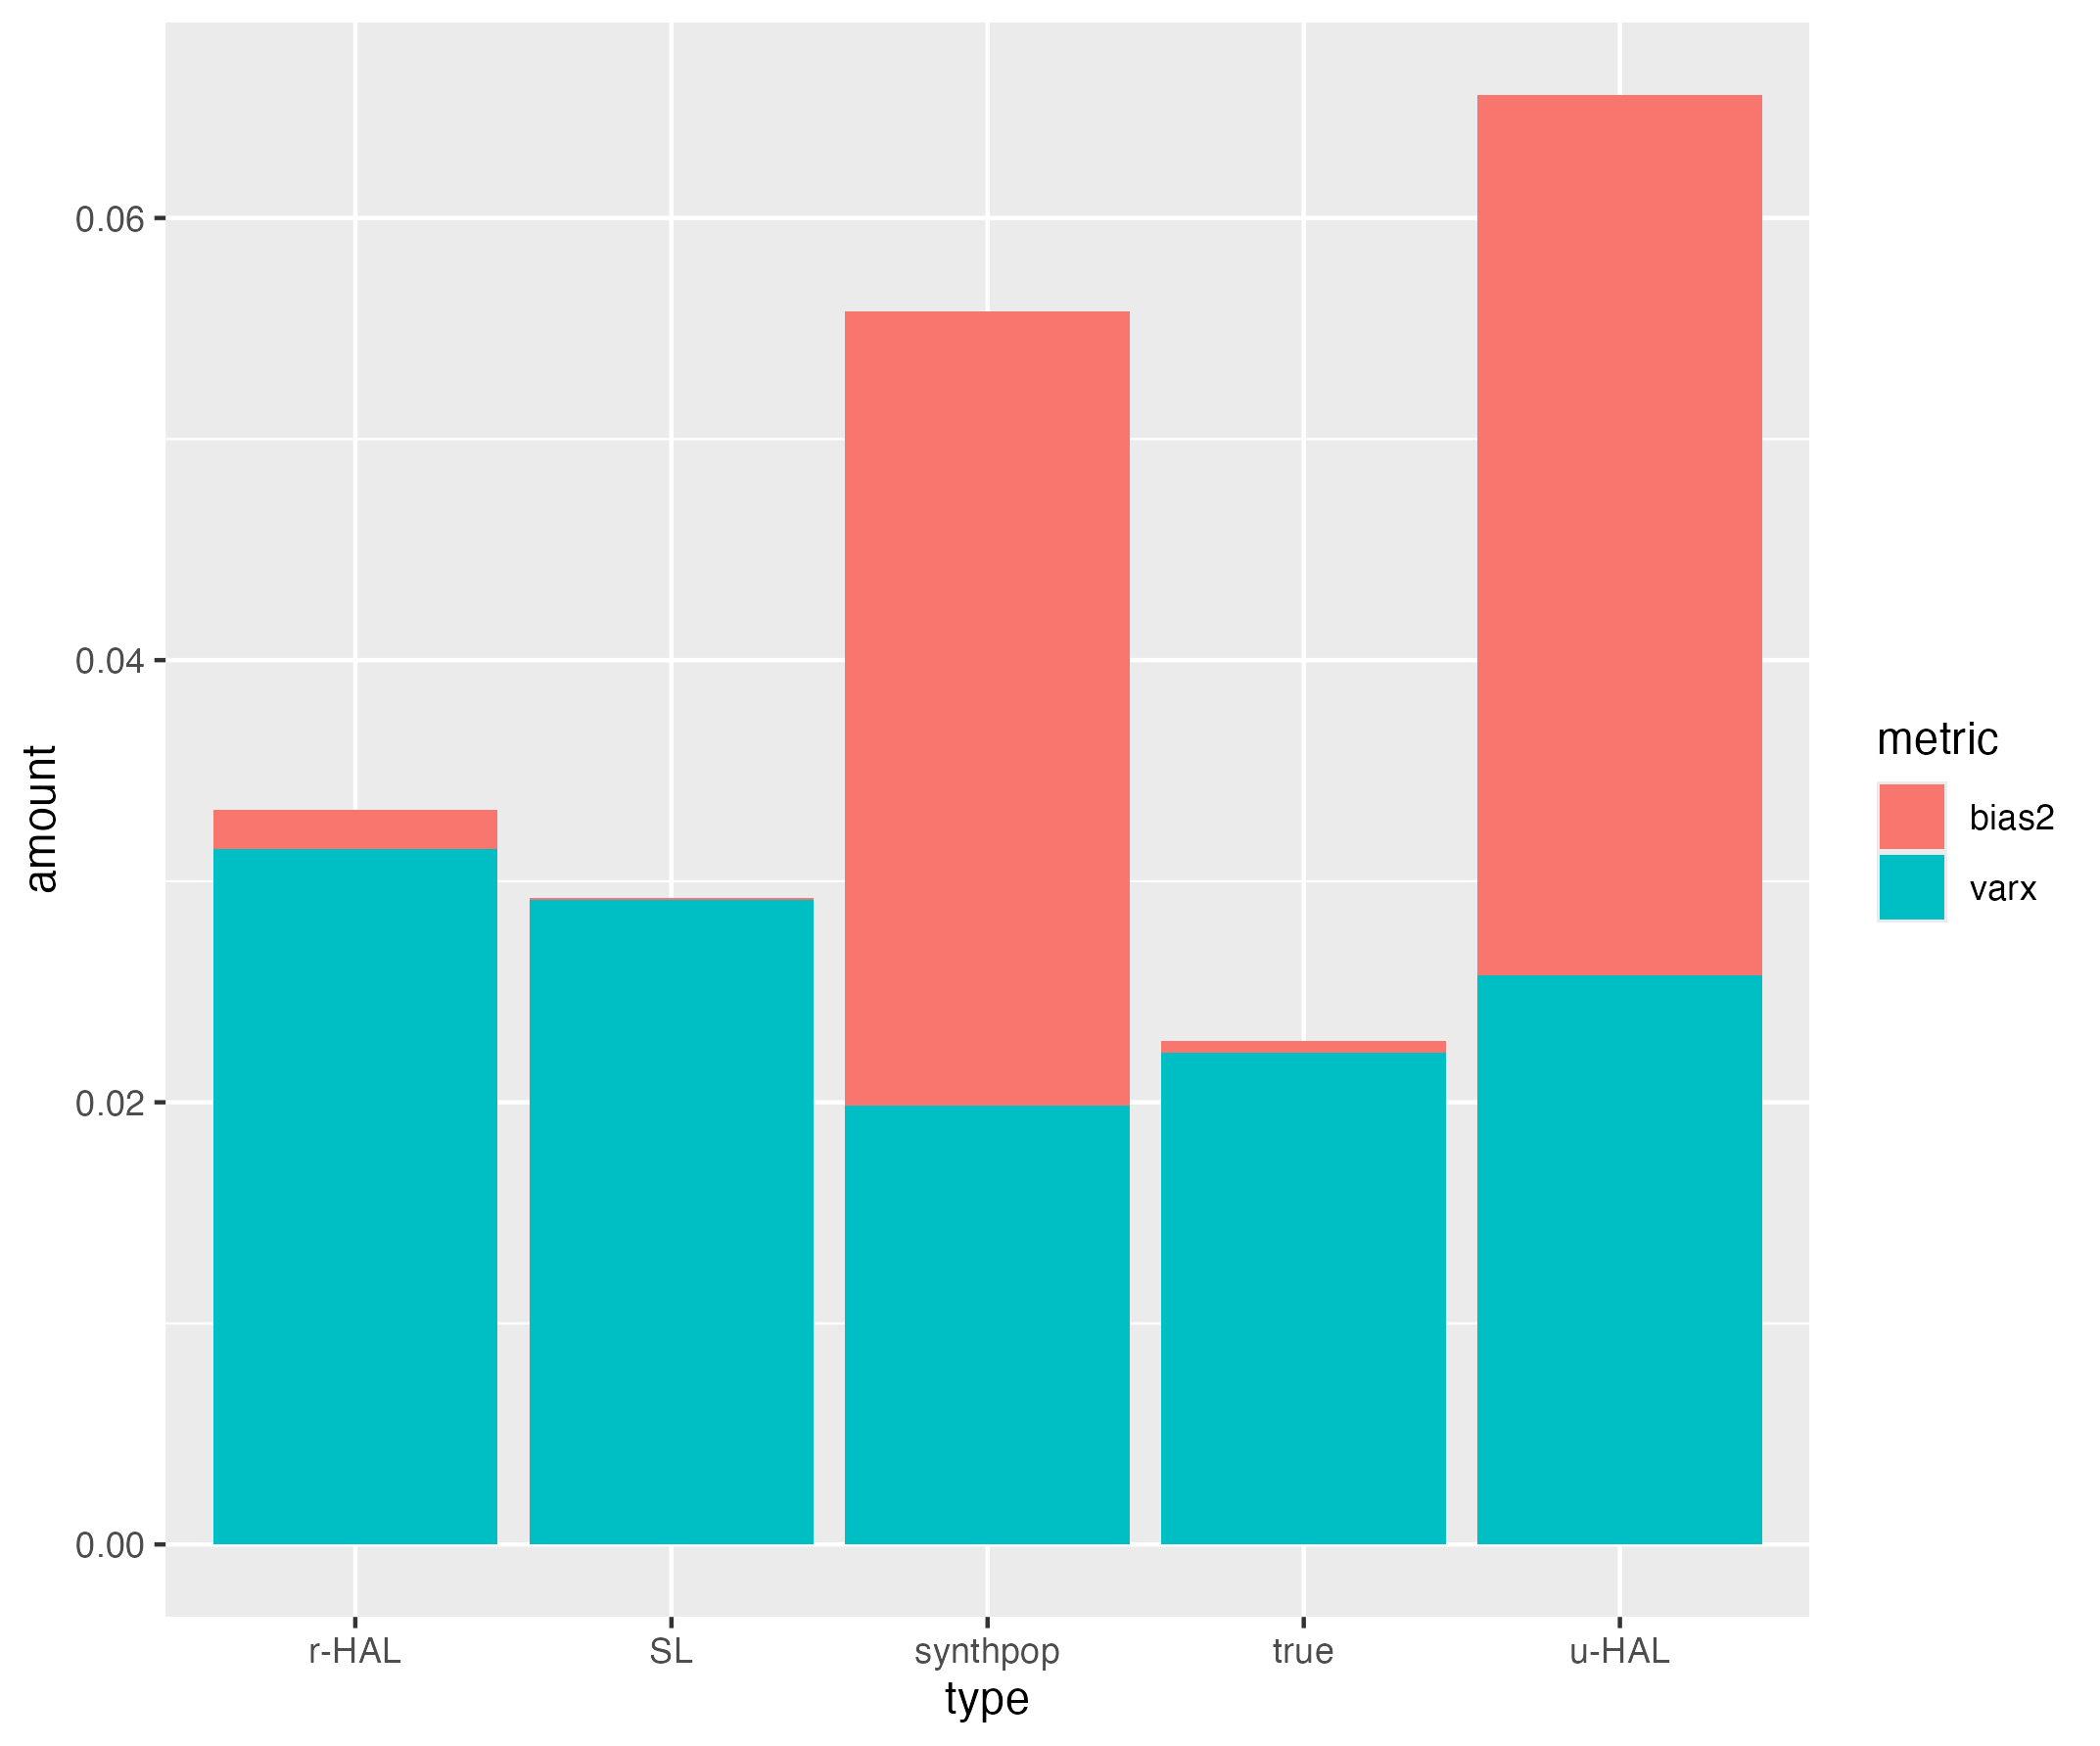 amount
0.06
0.04
0.02
0.00
r-HAL SL synthpop true u-HAL
type
metric
bias2
varx